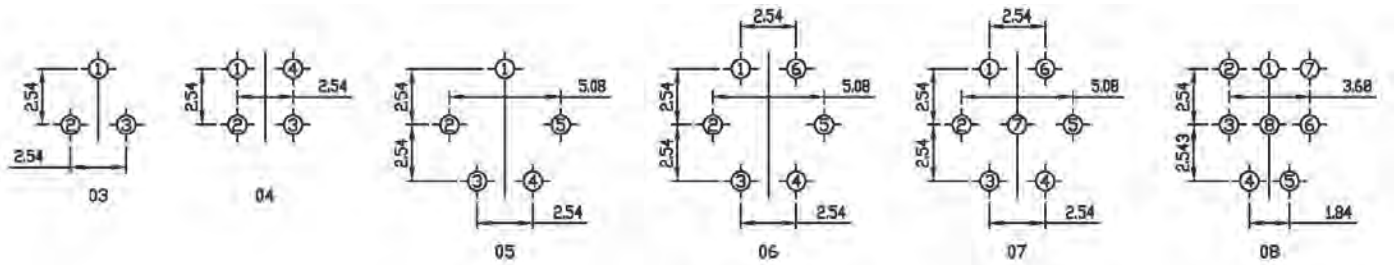 2.54 2.54
① ① ④ ① ① ⑥ ① ⑥ ② ① ⑦
2.54 2.54 2.54 2.54 5.08 2.54 5.08 2.54 5.08 2.54 3.68
② ③ ② ③ ② ⑤ ② ⑤ ② ⑦ ⑤ ③ ⑧ ⑥
2.54 2.54 2.54 2.54 2.543
③ ④ ③ ④ ③ ④ ④ ⑤
03 04
2.54 2.54 2.54 1.84
05 06 07 08